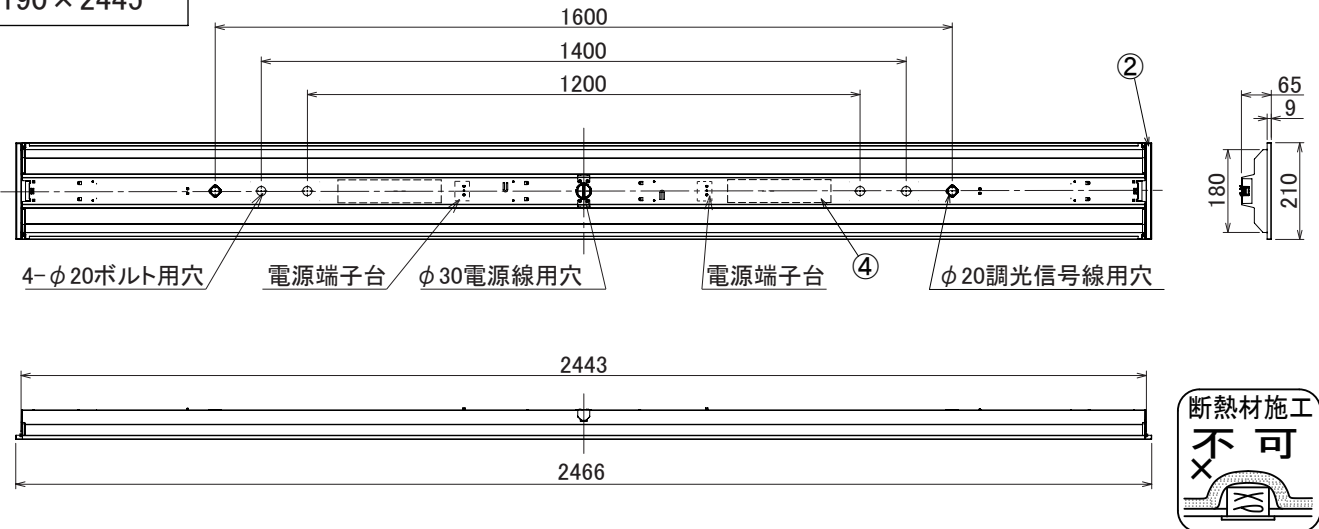 190×2445
1600
1400
1200
②
65
9
180
210
4-φ20ボルト用穴
電源端子台
φ30電源線用穴
電源端子台
④
φ20調光信号線用穴
2443
2466
断熱材施工
不可
×